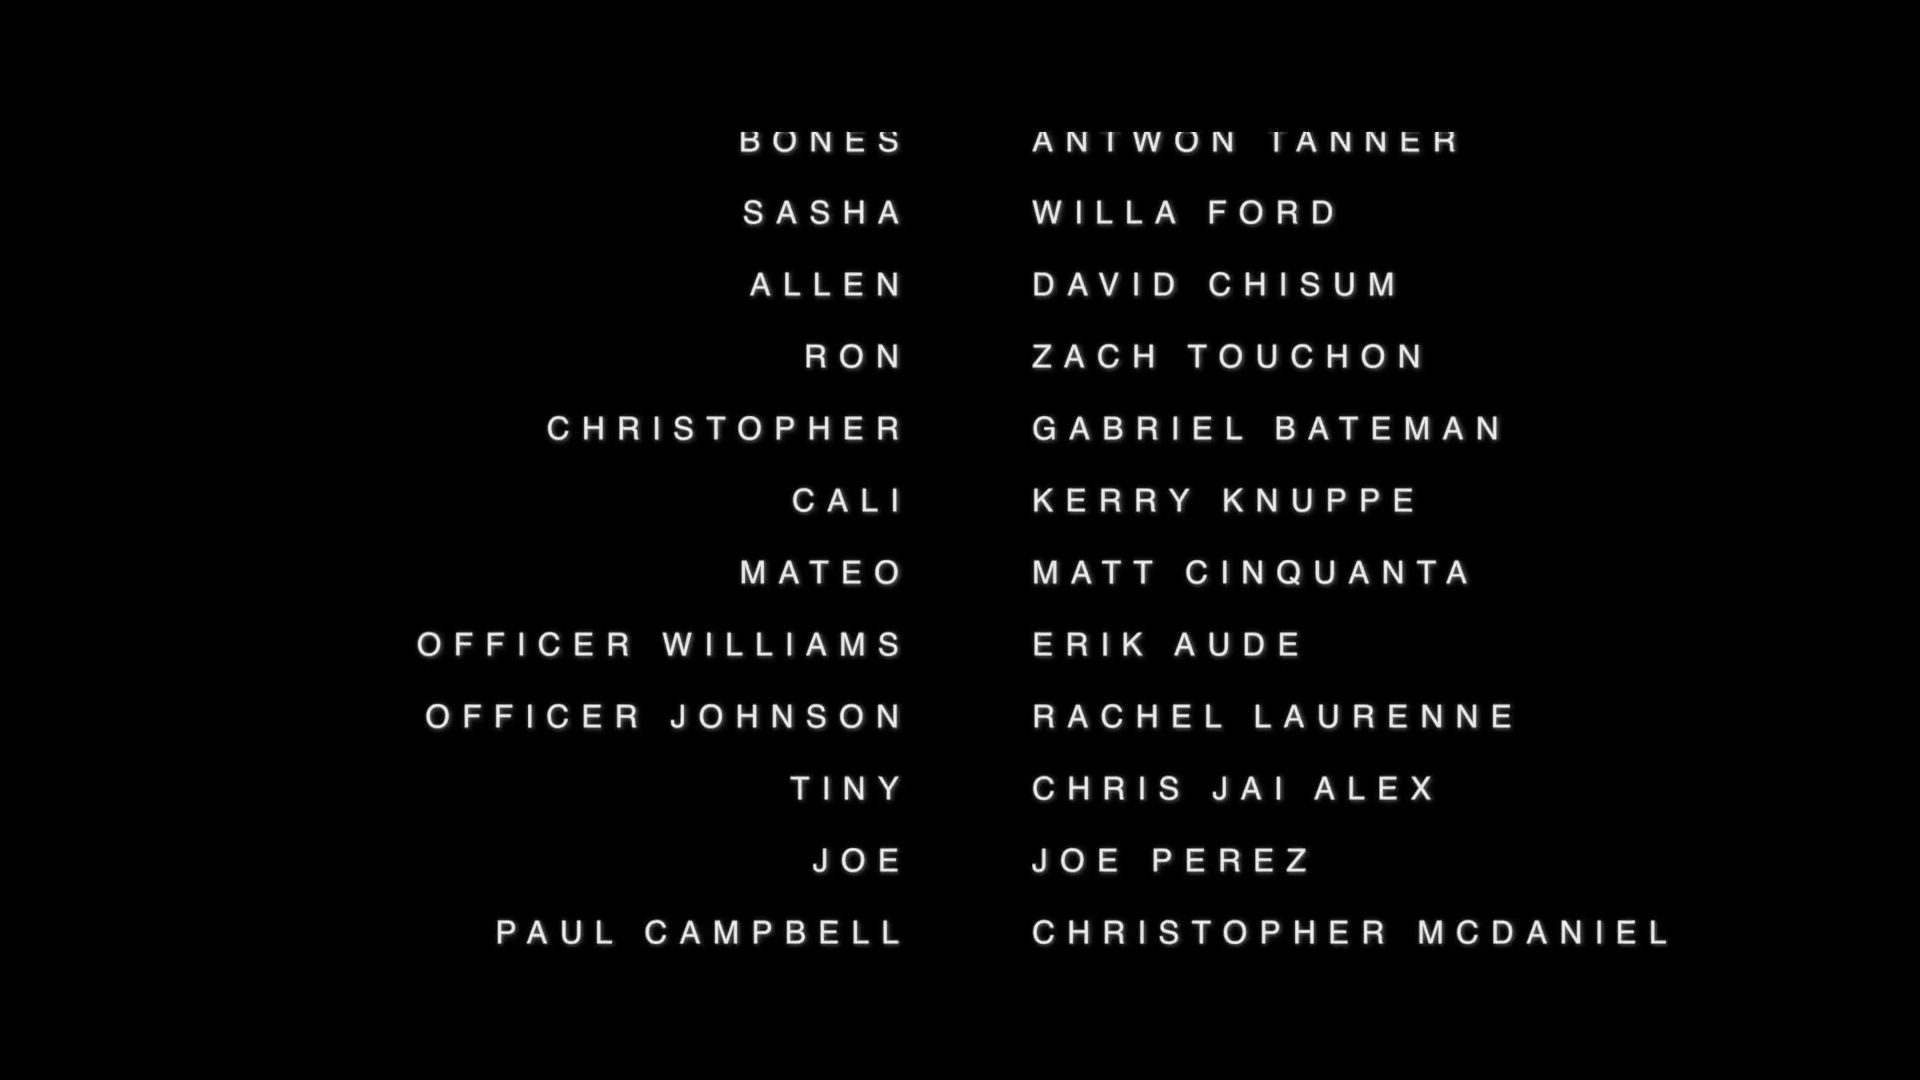 BONES ANTWON TANNER
SASHA WILLA FORD
ALLEN DAVID CHISUM
RON ZACH TOUCHON
CHRISTOPHER GABRIEL BATEMAN
CALI KERRY KNUPPE
MATEO MATT CINQUANTA
OFFICER WILLIAMS ERIK AUDE
OFFICER JOHNSON RACHEL LAURENNE
TINY CHRIS JAI ALEX
JOE JOE PEREZ
PAUL CAMPBELL CHRISTOPHER MCDANIEL